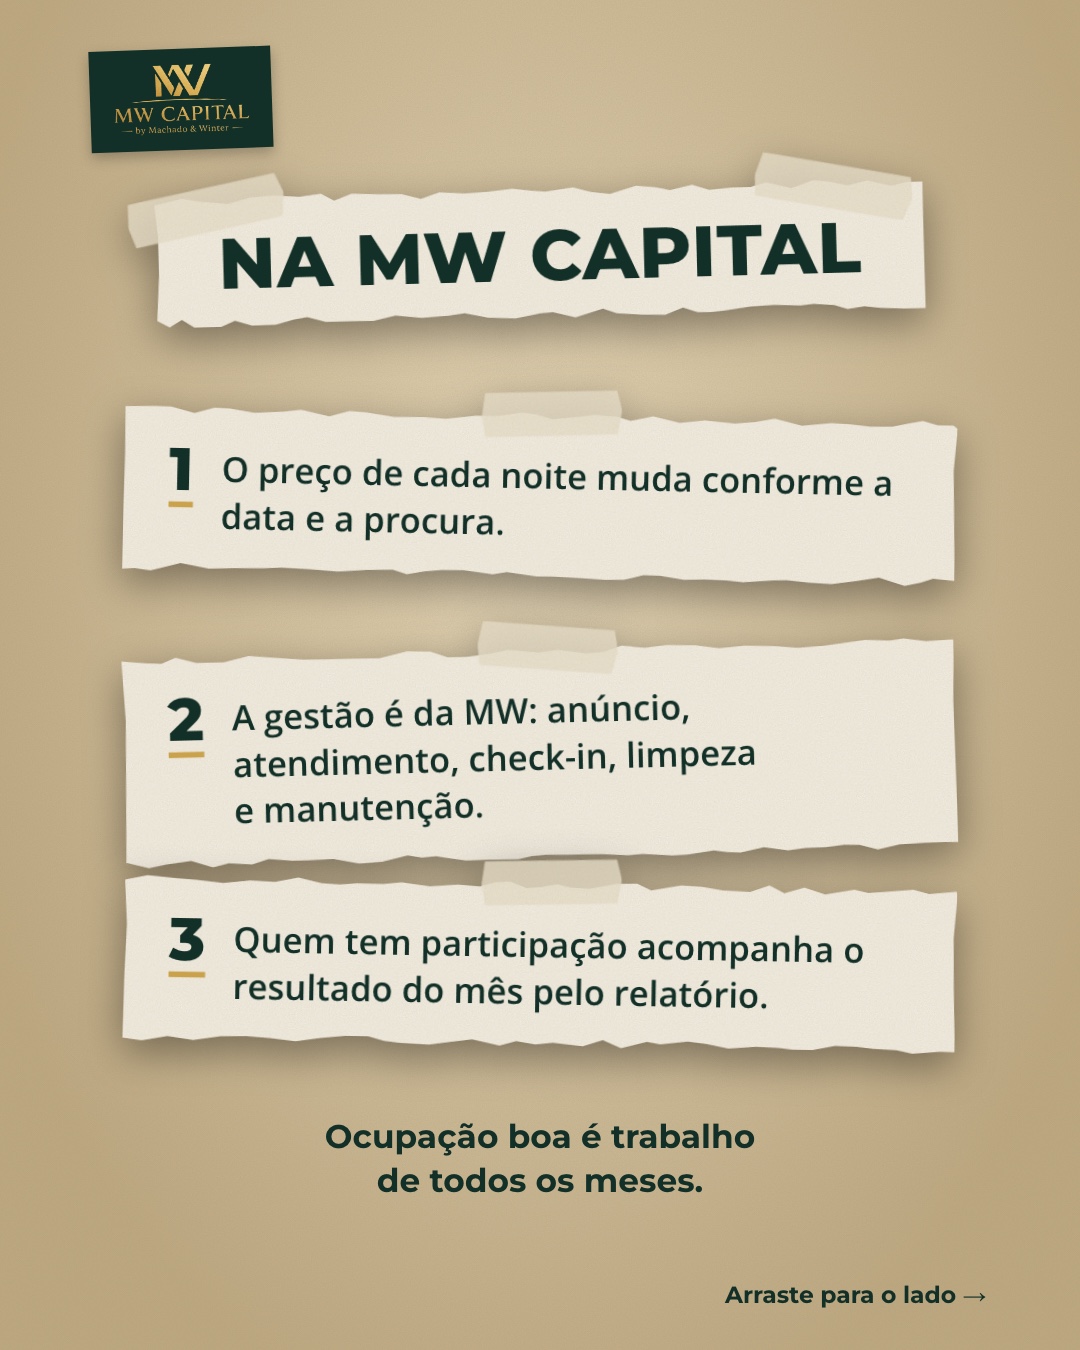 MW CAPITAL
by Machado & Winter
NA MW CAPITAL
1
O preço de cada noite muda conforme a
data e a procura.
2
A gestão é da MW: anúncio,
atendimento, check-in, limpeza
e manutenção.
3
Quem tem participação acompanha o
resultado do mês pelo relatório.
Ocupação boa é trabalho
de todos os meses.
Arraste para o lado →